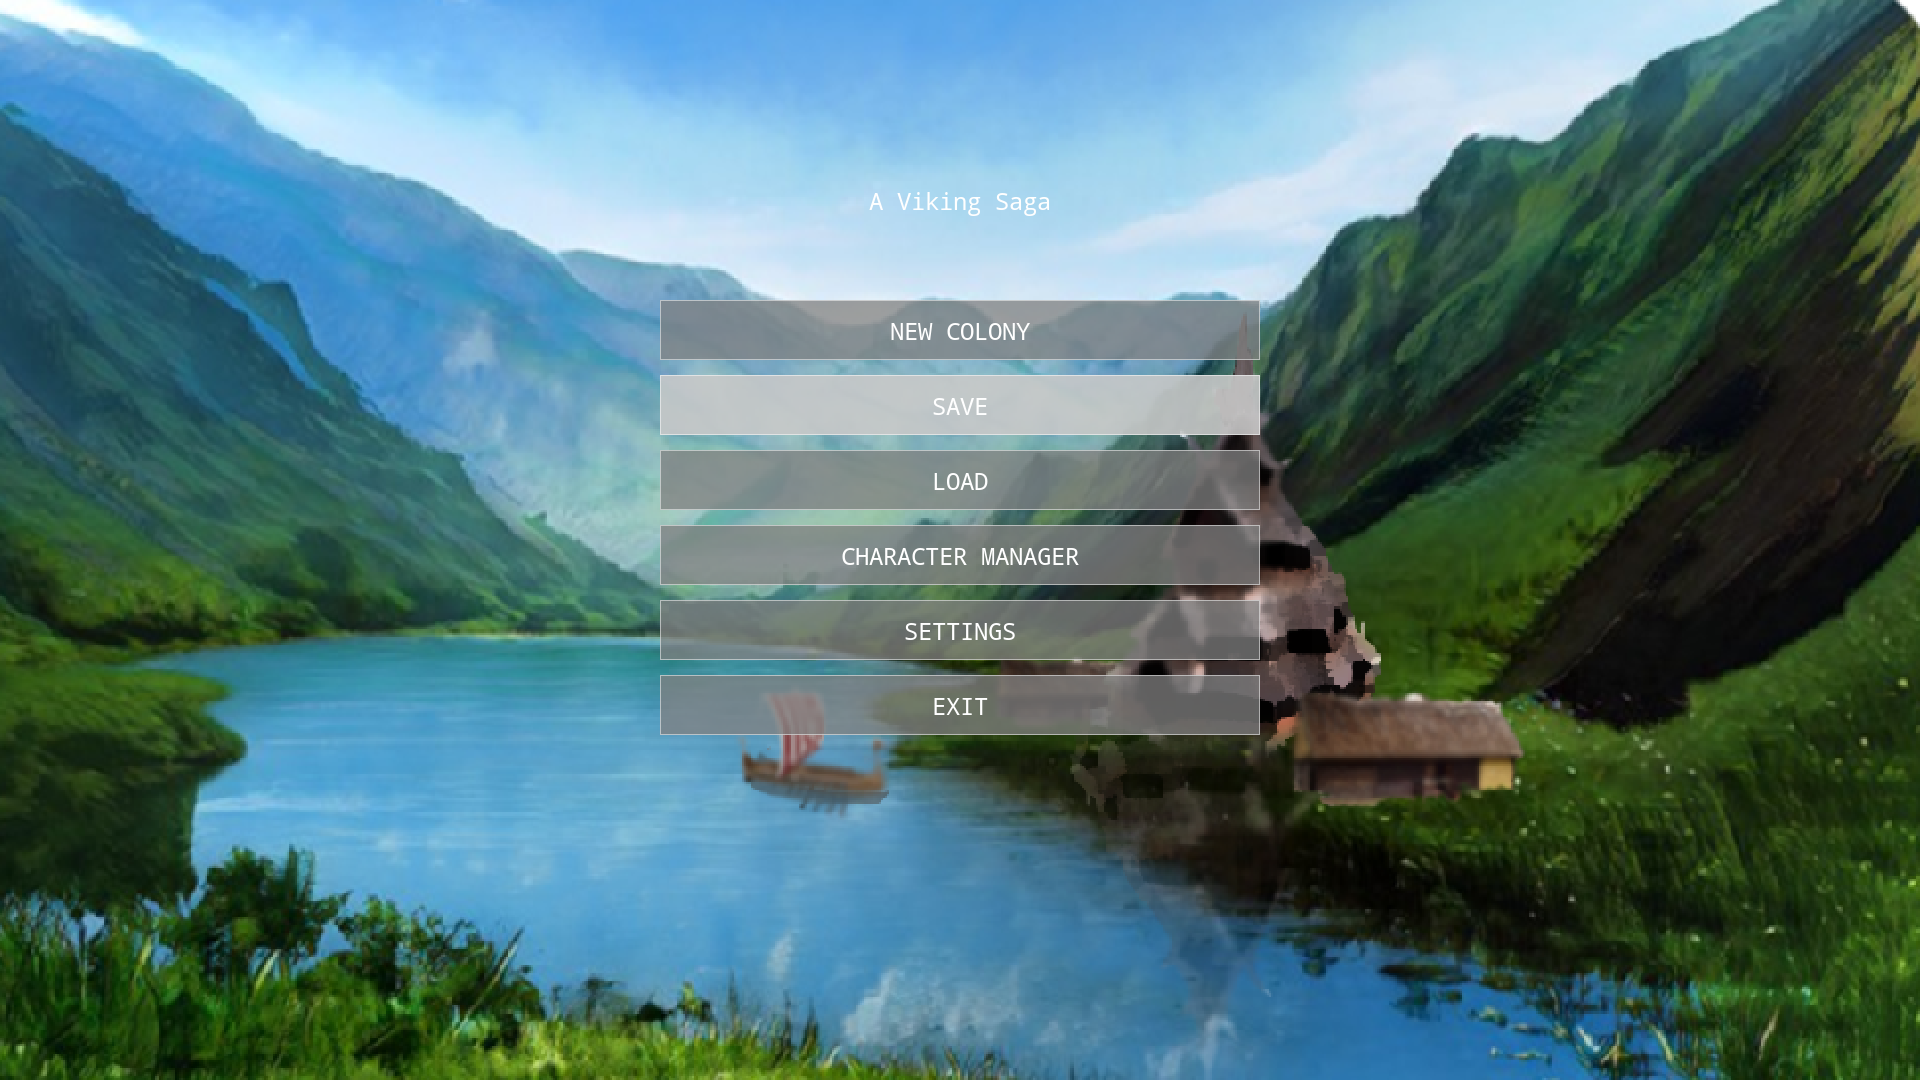 A Viking Saga
NEW COLONY
SAVE
LOAD
CHARACTER MANAGER
SETTINGS
EXIT